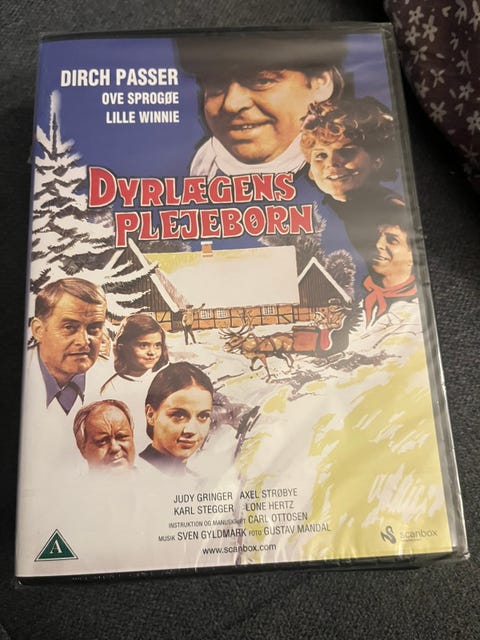 DIRCH PASSER
OVE SPROGØE
LILLE WINNIE
DYRLÆGENS
PLEJEBØRN
JUDY GRINGER AXEL STRØBYE
KARL STEGGER LONE HERTZ
INSTRUKTION OG MANUSKRIPT CARL OTTOSEN
MUSIK SVEN GYLDMARK FOTO GUSTAV MANDAL
www.scanbox.com
A
scanbox